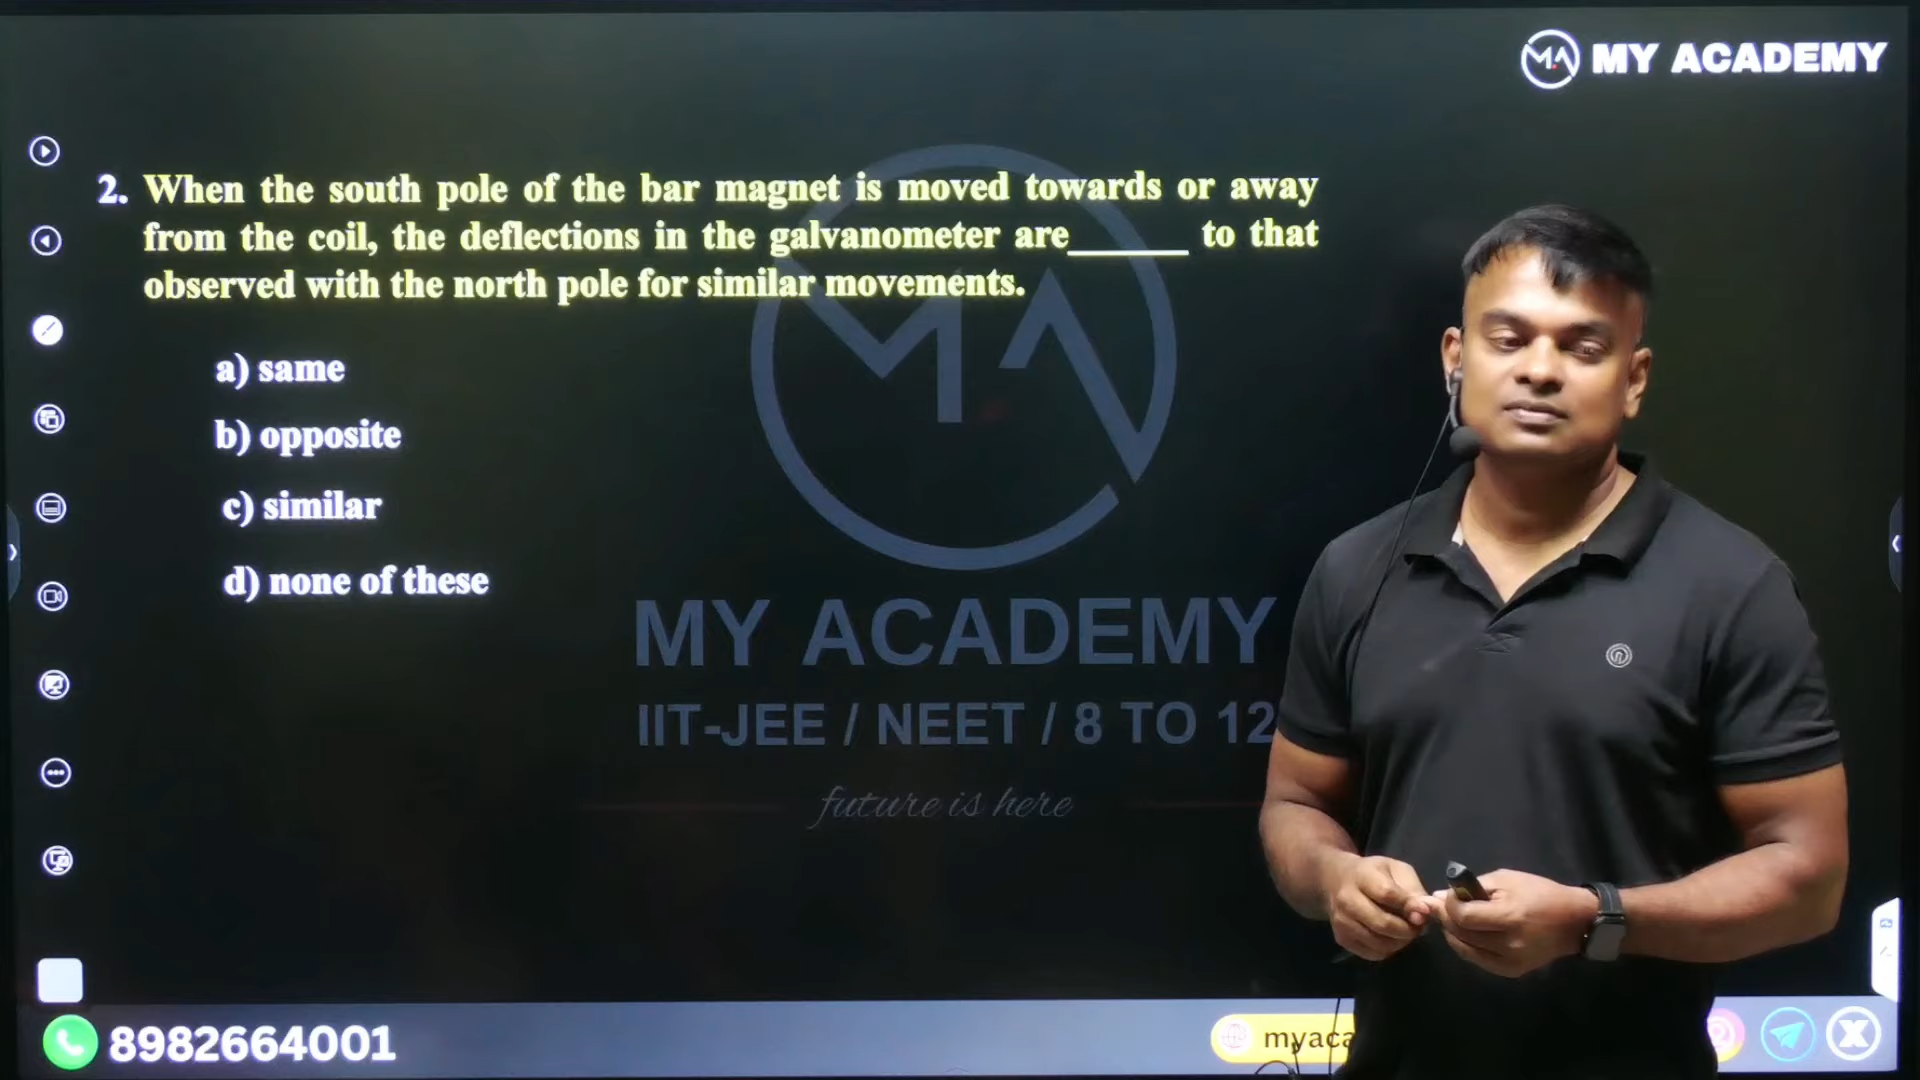 MY ACADEMY
2. When the south pole of the bar magnet is moved towards or away
from the coil, the deflections in the galvanometer are______ to that
observed with the north pole for similar movements.
a) same
b) opposite
c) similar
d) none of these
MA
MY ACADEMY
IIT-JEE / NEET / 8 TO 12
future is here
8982664001
myaca